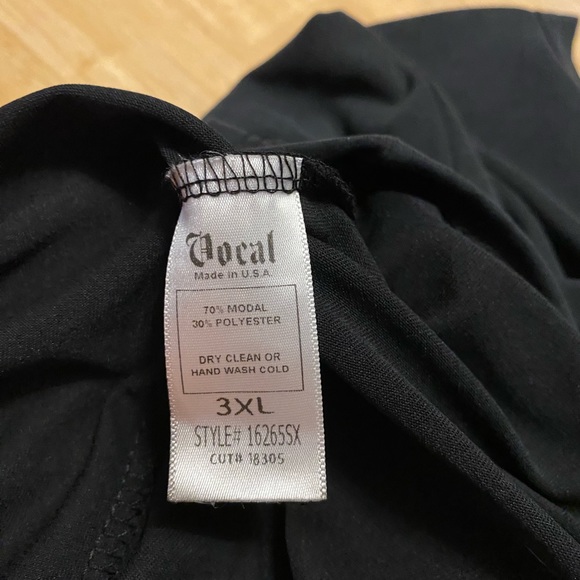 Vocal
Made in U.S.A.
70% MODAL
30% POLYESTER
DRY CLEAN OR
HAND WASH COLD
3XL
STYLE# 16265SX
CUT# 18305